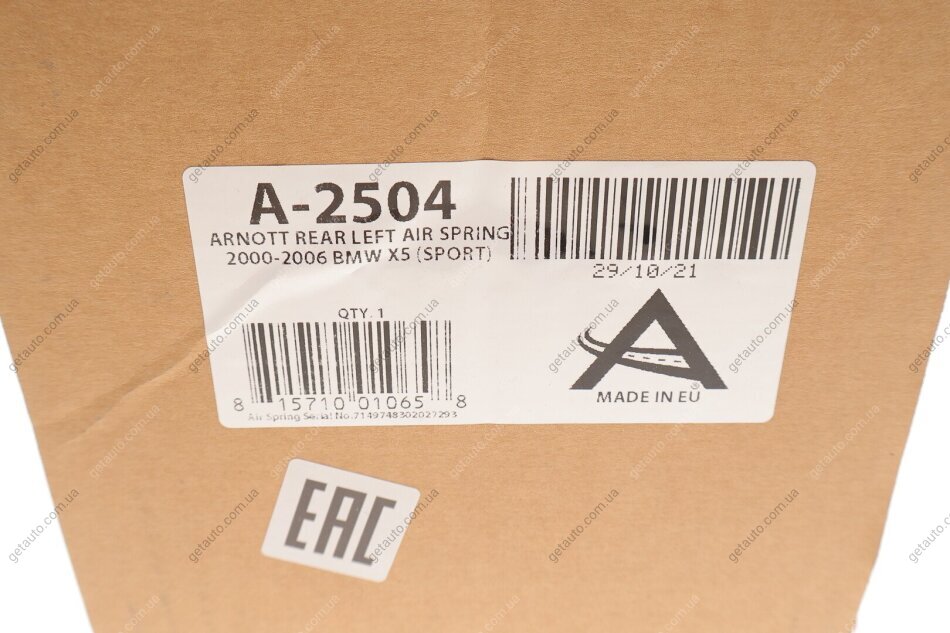 A-2504
ARNOTT REAR LEFT AIR SPRING
2000-2006 BMW X5 (SPORT)
29/10/21
QTY. 1
8 15710 01065 8
Air Spring Serial No.:7149748302027293
MADE IN EU
®
EAC
getauto.com.ua